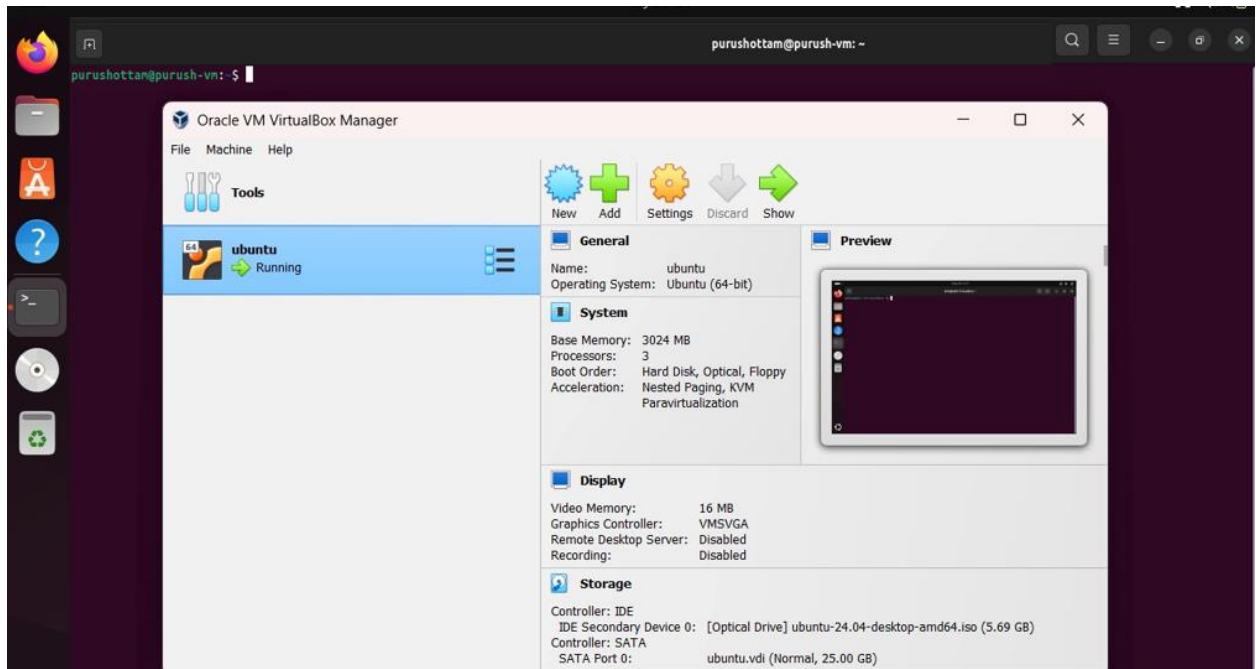 purushottam@purush-vm: ~
purushottam@purush-vm:~$
Oracle VM VirtualBox Manager
File Machine Help
Tools
New Add Settings Discard Show
64
ubuntu
Running
General
Name: ubuntu
Operating System: Ubuntu (64-bit)
System
Base Memory: 3024 MB
Processors: 3
Boot Order: Hard Disk, Optical, Floppy
Acceleration: Nested Paging, KVM
Paravirtualization
Preview
Display
Video Memory: 16 MB
Graphics Controller: VMSVGA
Remote Desktop Server: Disabled
Recording: Disabled
Storage
Controller: IDE
IDE Secondary Device 0: [Optical Drive] ubuntu-24.04-desktop-amd64.iso (5.69 GB)
Controller: SATA
SATA Port 0: ubuntu.vdi (Normal, 25.00 GB)